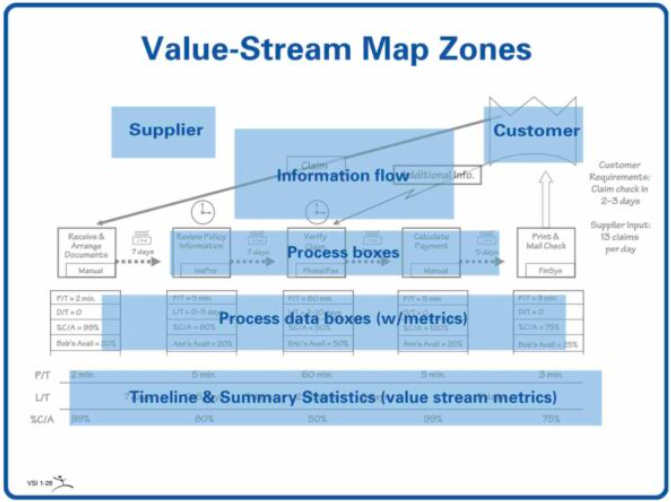 Value-Stream Map Zones
Supplier
Customer
Claim
Information flow
Additional Info.
Customer
Requirements:
Claim check in
2-3 days
Supplier Input:
13 claims
per day
Receive &
Arrange
Documents
Manual
7 days
Review Policy
Information
InsPro
7 days
Verify
Phone/Fax
Process boxes
Calculate
Payment
Manual
5 days
Print &
Mail Check
FinSys
P/T = 2 min.
D/T = 0
%C/A = 99%
Bob's Avail = 20%
P/T = 5 min.
L/T = 0-5 days
%C/A = 80%
Ann's Avail = 20%
P/T = 60 min
%C/A = 50%
Eric's Avail = 50%
P/T = 5 min
D/T = 0
%C/A = 100%
Ann's Avail = 20%
P/T = 3 min.
D/T = 0
%C/A = 75%
Process data boxes (w/metrics)
P/T 2 min. 5 min. 60 min. 5 min. 3 min.
L/T
Timeline & Summary Statistics (value stream metrics)
%C/A 99% 80% 50% 99% 75%
VSI 1-28